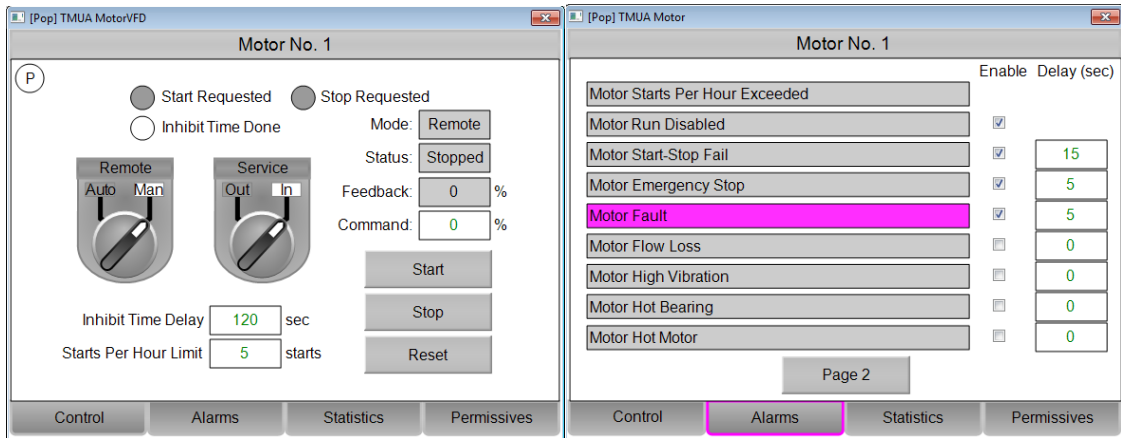 [Pop] TMUA MotorVFD
Motor No. 1
P
Start Requested Stop Requested
Inhibit Time Done
Mode: Remote
Status: Stopped
Feedback: 0 %
Command: 0 %
Remote
Auto Man
Service
Out In
Start
Stop
Reset
Inhibit Time Delay 120 sec
Starts Per Hour Limit 5 starts
Control Alarms Statistics Permissives
[Pop] TMUA Motor
Motor No. 1
Enable Delay (sec)
Motor Starts Per Hour Exceeded
Motor Run Disabled
Motor Start-Stop Fail 15
Motor Emergency Stop 5
Motor Fault 5
Motor Flow Loss 0
Motor High Vibration 0
Motor Hot Bearing 0
Motor Hot Motor 0
Page 2
Control Alarms Statistics Permissives